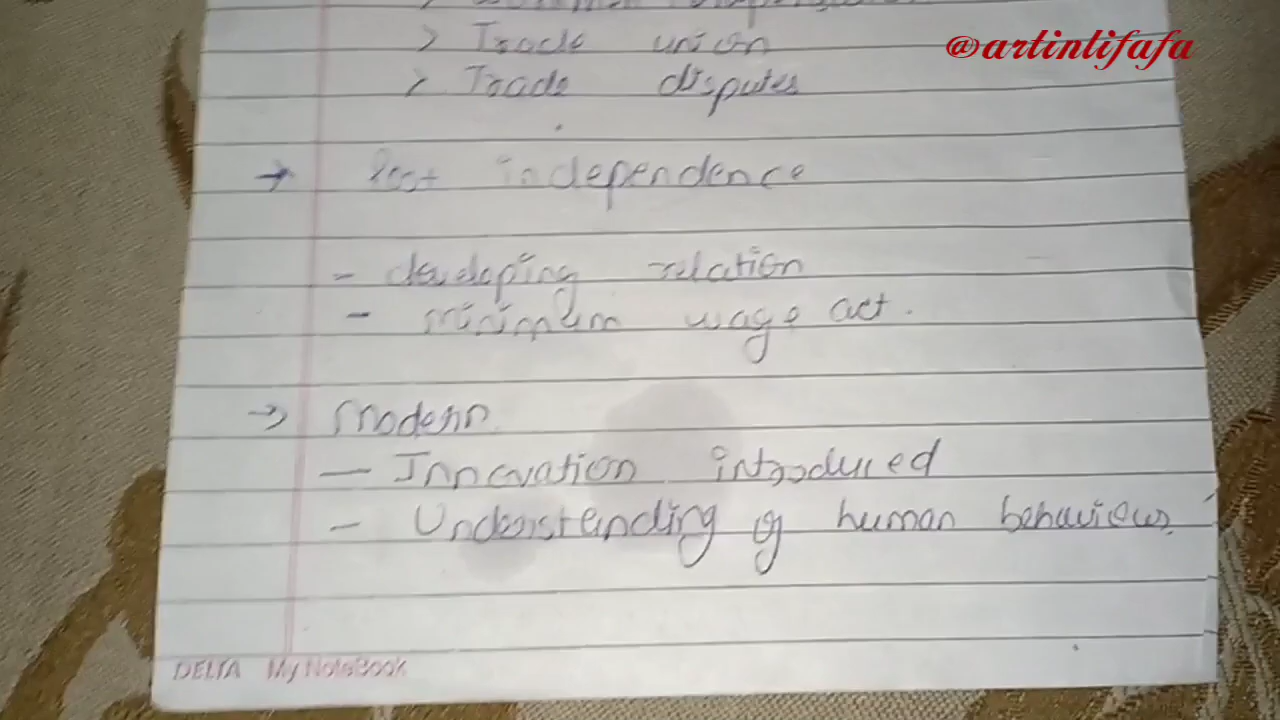 > Trade union
@artinlifafa
> Trade disputes
→ Post independence
- developing relation
- minimum wage act.
→ Modern
— Innovation introduced
- Understanding of human behaviour.
DELTA My NoteBook